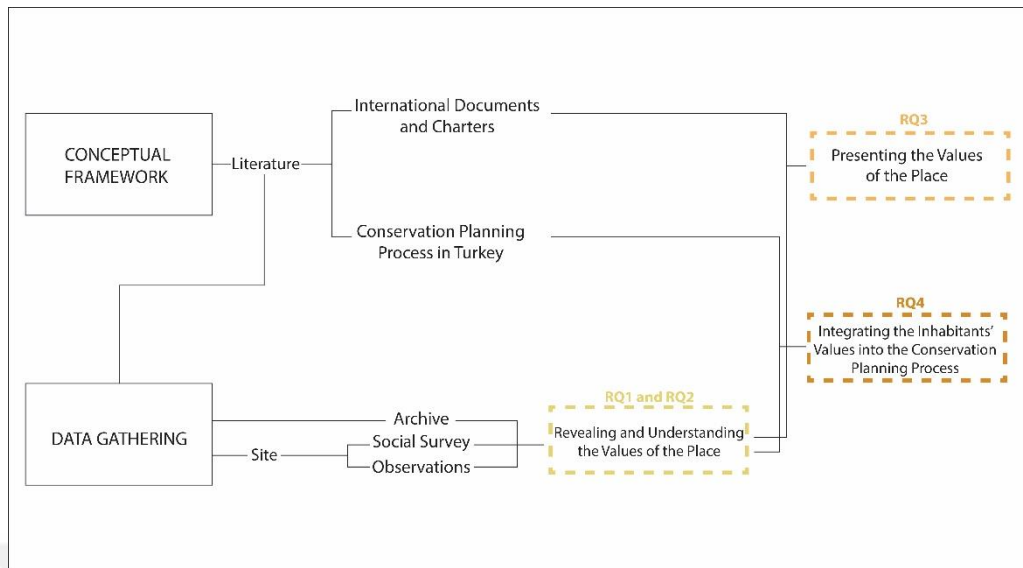 International Documents
and Charters
RQ3
CONCEPTUAL
FRAMEWORK
Literature
Presenting the Values
of the Place
Conservation Planning
Process in Turkey
RQ4
Integrating the Inhabitants'
Values into the Conservation
Planning Process
RQ1 and RQ2
DATA GATHERING
Archive
Social Survey
Site
Observations
Revealing and Understanding
the Values of the Place